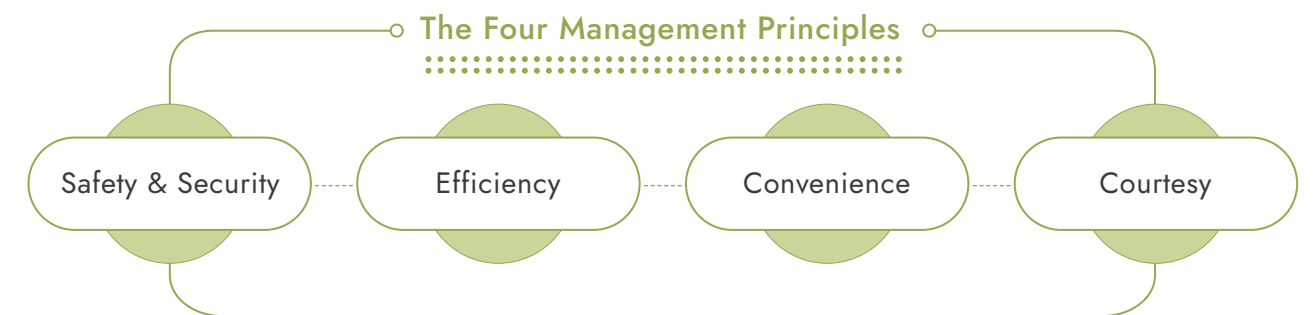 The Four Management Principles
Safety & Security
Efficiency
Convenience
Courtesy